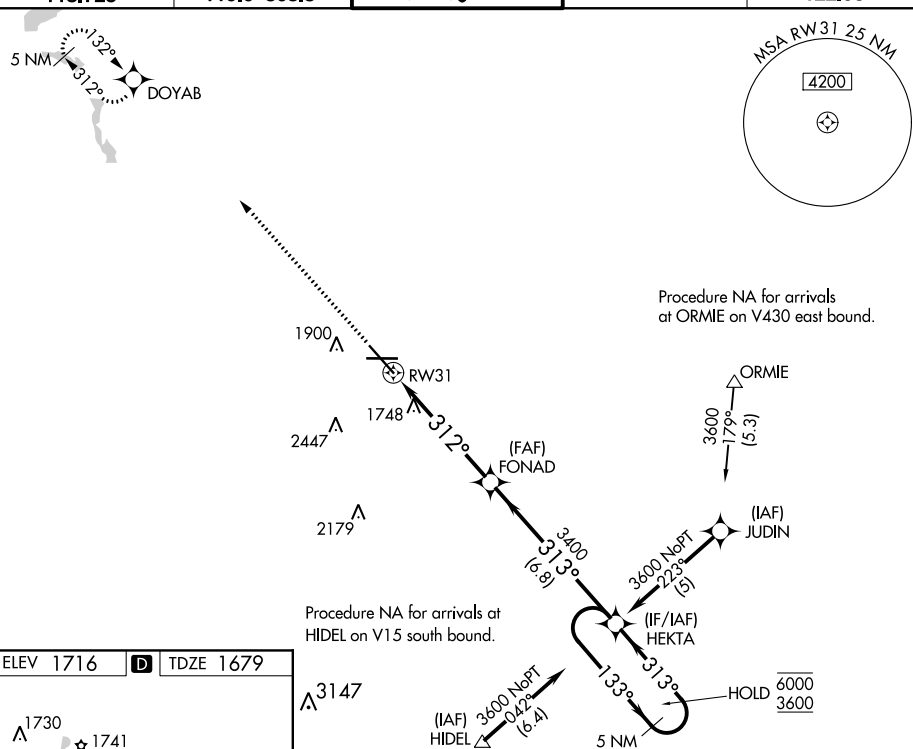 132°
5 NM
312°
DOYAB
MSA RW31 25 NM
4200
Procedure NA for arrivals
at ORMIE on V430 east bound.
1900
RW31
ORMIE
1748
312°
3600
179°
(5.3)
2447
(FAF)
FONAD
2179
(IAF)
JUDIN
3400
313°
(6.8)
3600 NoPT
223°
(5)
Procedure NA for arrivals at
HIDEL on V15 south bound.
(IF/IAF)
HEKTA
313°
133°
HOLD
6000
3600
5 NM
ELEV 1716
D
TDZE 1679
3147
3600 NoPT
042°
(6.4)
(IAF)
HIDEL
1730
1741